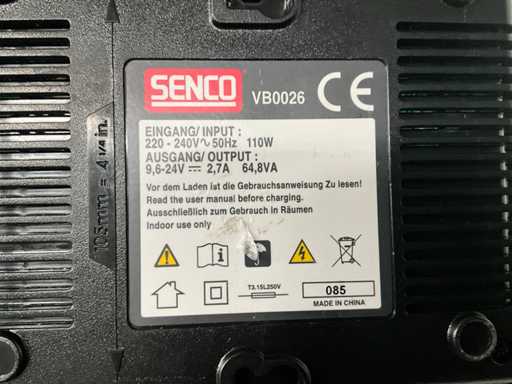 SENCO VB0026 CE
EINGANG/ INPUT :
220 - 240V ∿ 50Hz 110W
AUSGANG/ OUTPUT :
9,6-24V ⎓ 2,7A 64,8VA
Vor dem Laden ist die Gebrauchsanweisung Zu lesen!
Read the user manual before charging.
Ausschließlich zum Gebrauch in Räumen
Indoor use only
T3.15L250V
085
MADE IN CHINA
105mm = 4 1/4 in.